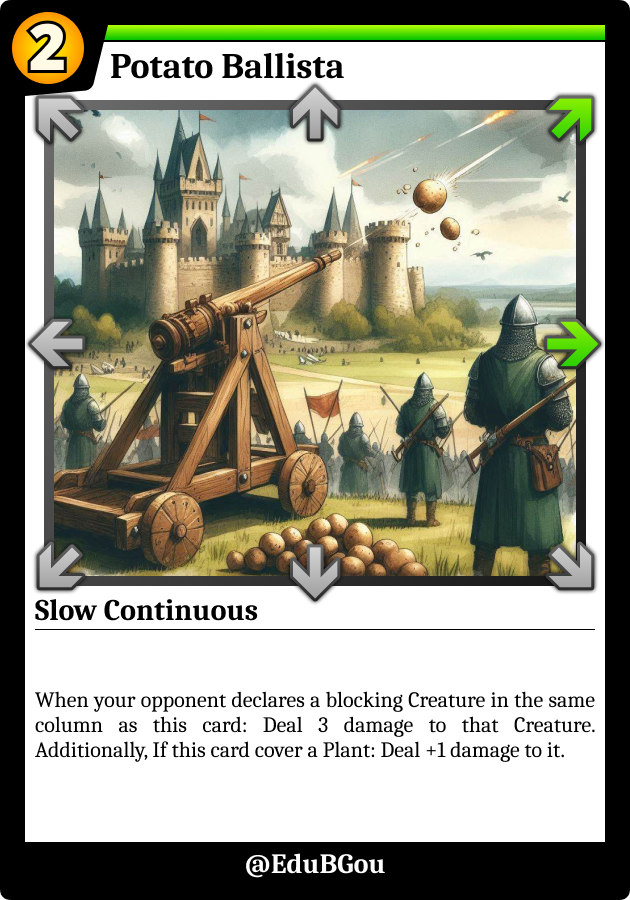 2
Potato Ballista
Slow Continuous
When your opponent declares a blocking Creature in the same
column as this card: Deal 3 damage to that Creature.
Additionally, If this card cover a Plant: Deal +1 damage to it.
@EduBGou